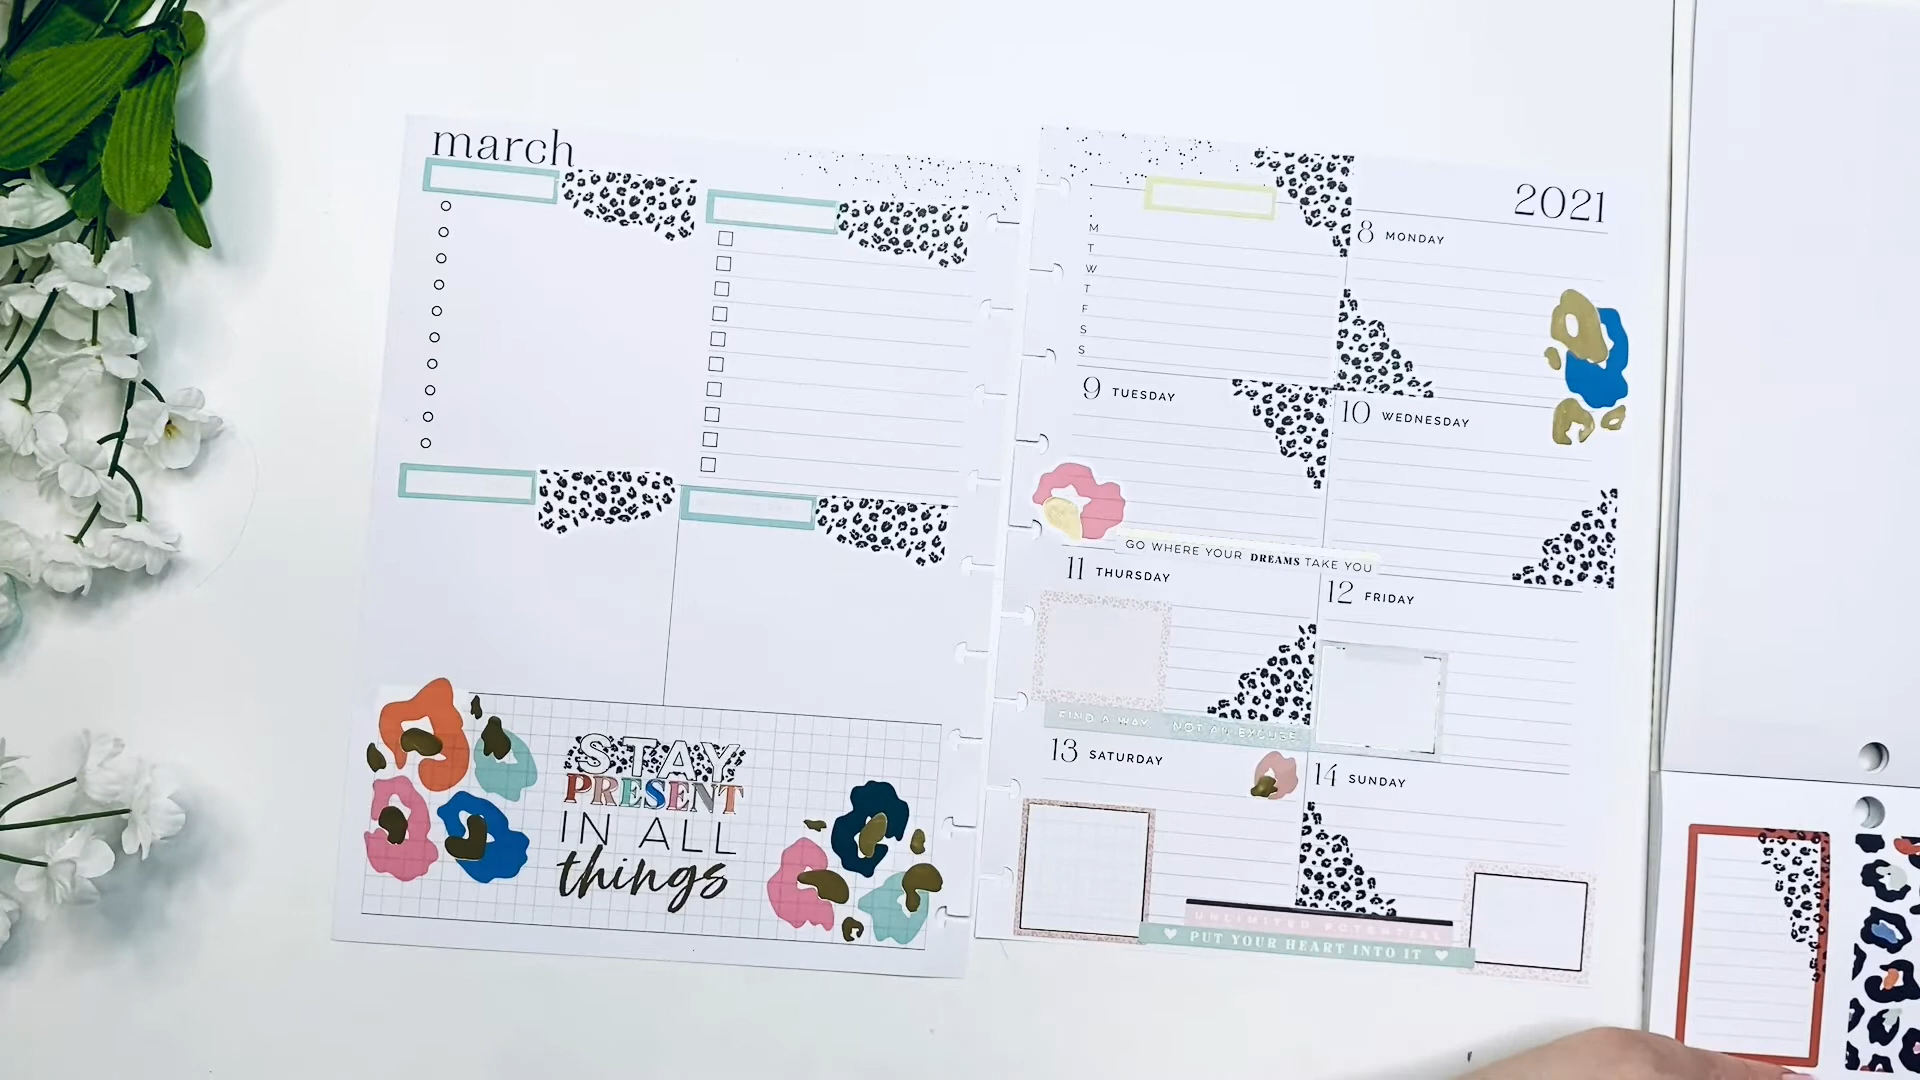 march
STAY
PRESENT
IN ALL
things
2021
M
T
W
T
F
S
S
8 MONDAY
9 TUESDAY
10 WEDNESDAY
GO WHERE YOUR DREAMS TAKE YOU
11 THURSDAY
12 FRIDAY
FIND A WAY NOT AN EXCUSE
13 SATURDAY
14 SUNDAY
UNLIMITED POTENTIAL
PUT YOUR HEART INTO IT